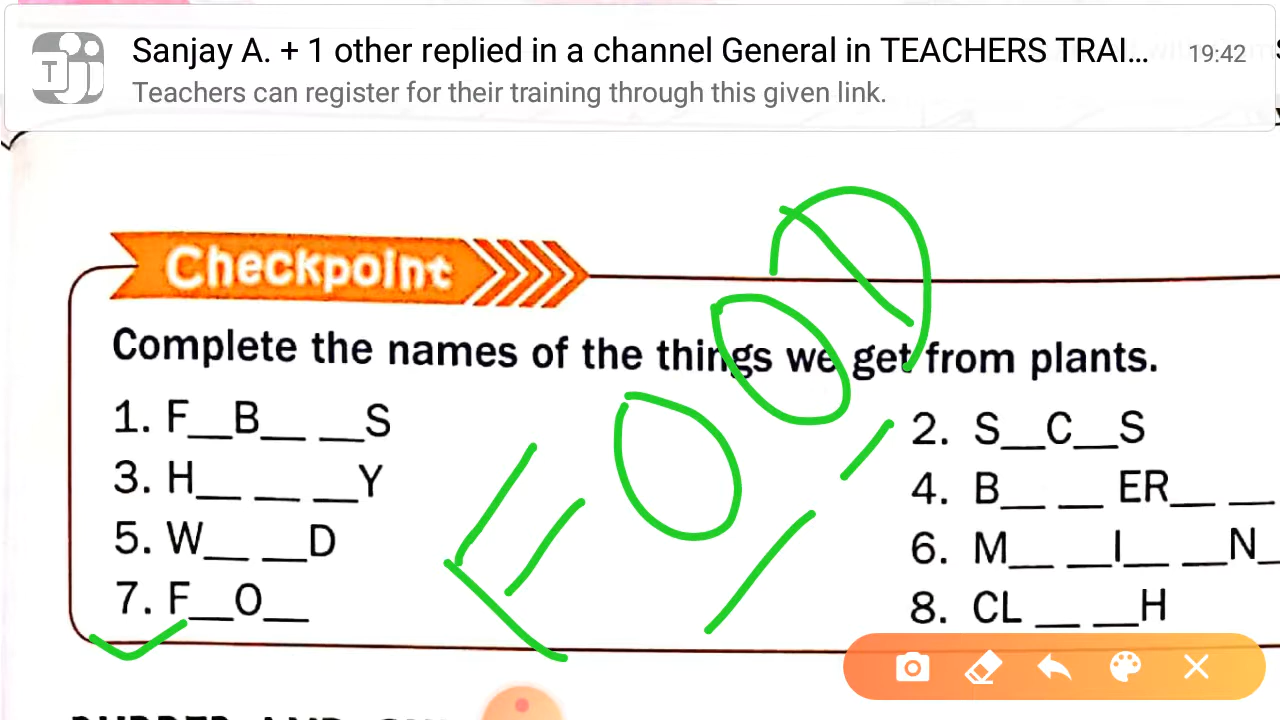 Sanjay A. + 1 other replied in a channel General in TEACHERS TRAI... 19:42
Teachers can register for their training through this given link.
Checkpoint
Complete the names of the things we get from plants.
1. F__B__ __S
2. S__C__S
3. H__ __ __Y
4. B__ __ ER__ __
5. W__ __D
6. M__ __I__ __N_
7. F__O__
8. CL __ __H
FOOD